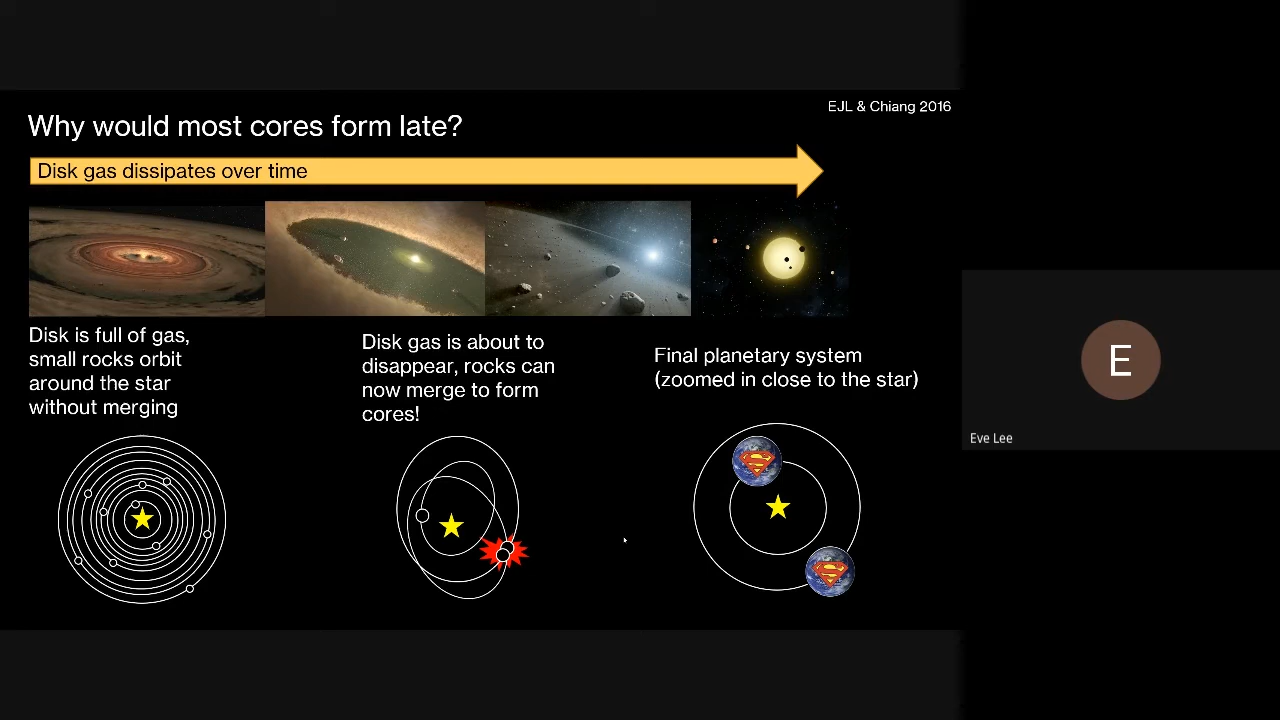 EJL & Chiang 2016
Why would most cores form late?
Disk gas dissipates over time
Disk is full of gas,
small rocks orbit
around the star
without merging
Disk gas is about to
disappear, rocks can
now merge to form
cores!
Final planetary system
(zoomed in close to the star)
S
S
E
Eve Lee